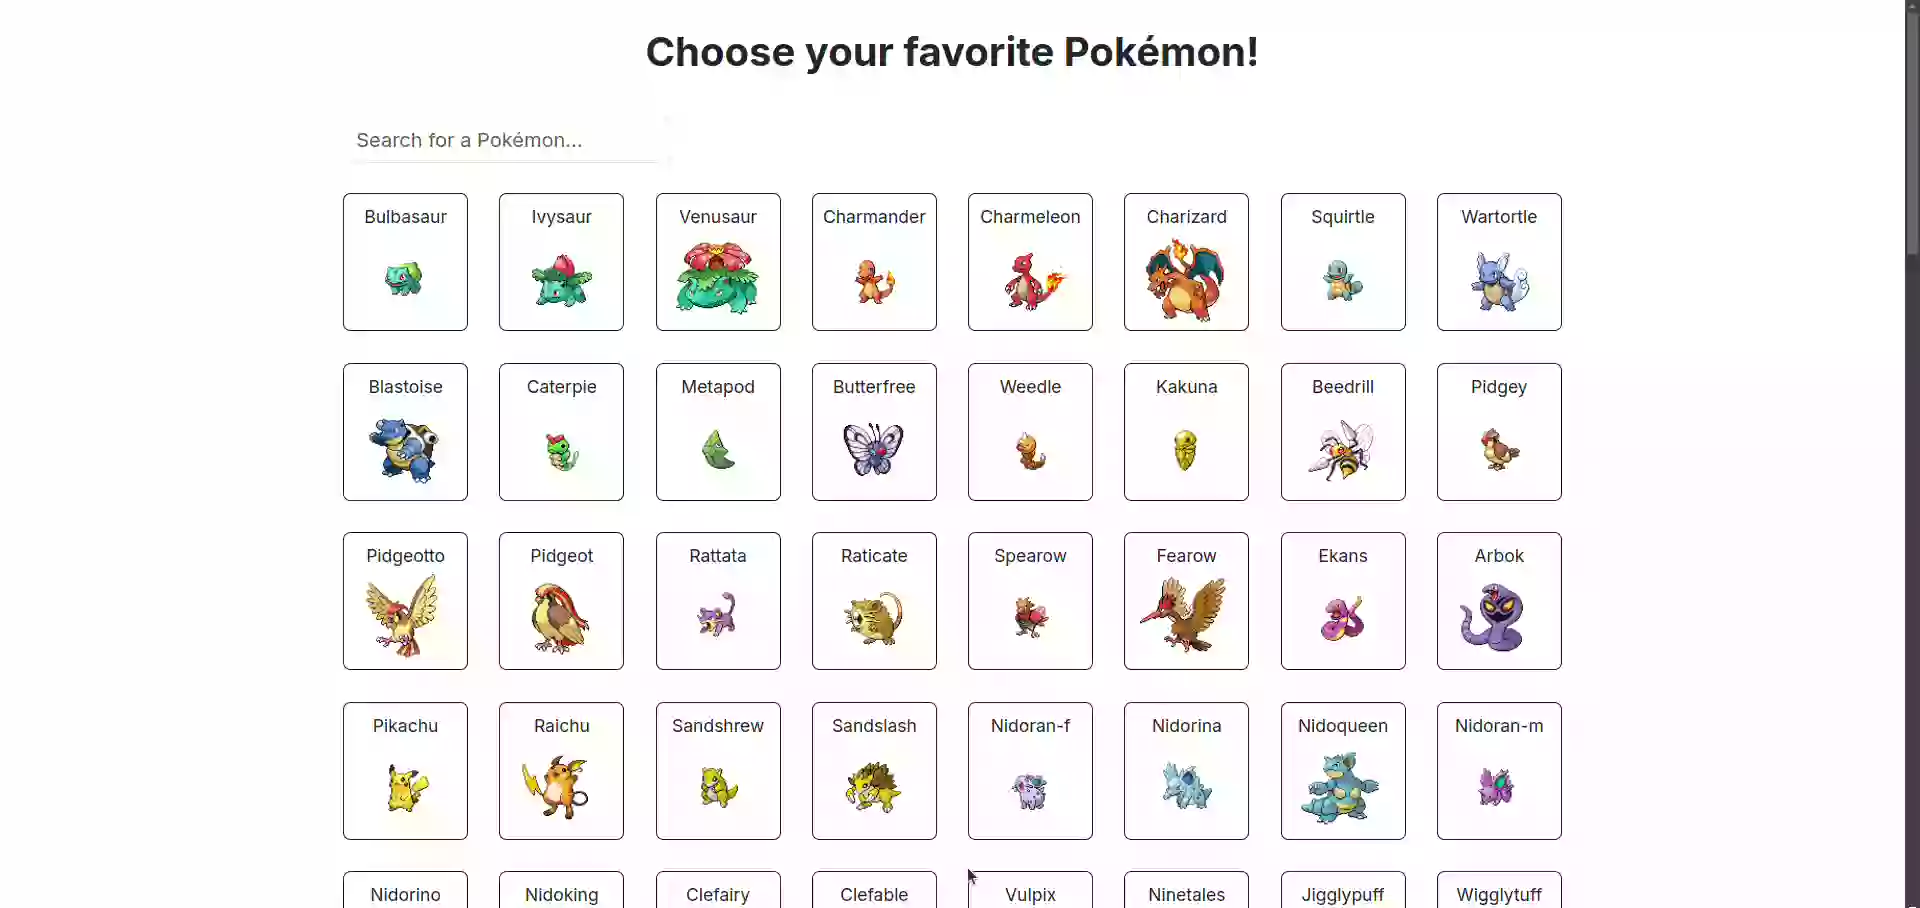 Choose your favorite Pokémon!
Search for a Pokémon...
Bulbasaur Ivysaur Venusaur Charmander Charmeleon Charizard Squirtle Wartortle
Blastoise Caterpie Metapod Butterfree Weedle Kakuna Beedrill Pidgey
Pidgeotto Pidgeot Rattata Raticate Spearow Fearow Ekans Arbok
Pikachu Raichu Sandshrew Sandslash Nidoran-f Nidorina Nidoqueen Nidoran-m
Nidorino Nidoking Clefairy Clefable Vulpix Ninetales Jigglypuff Wigglytuff